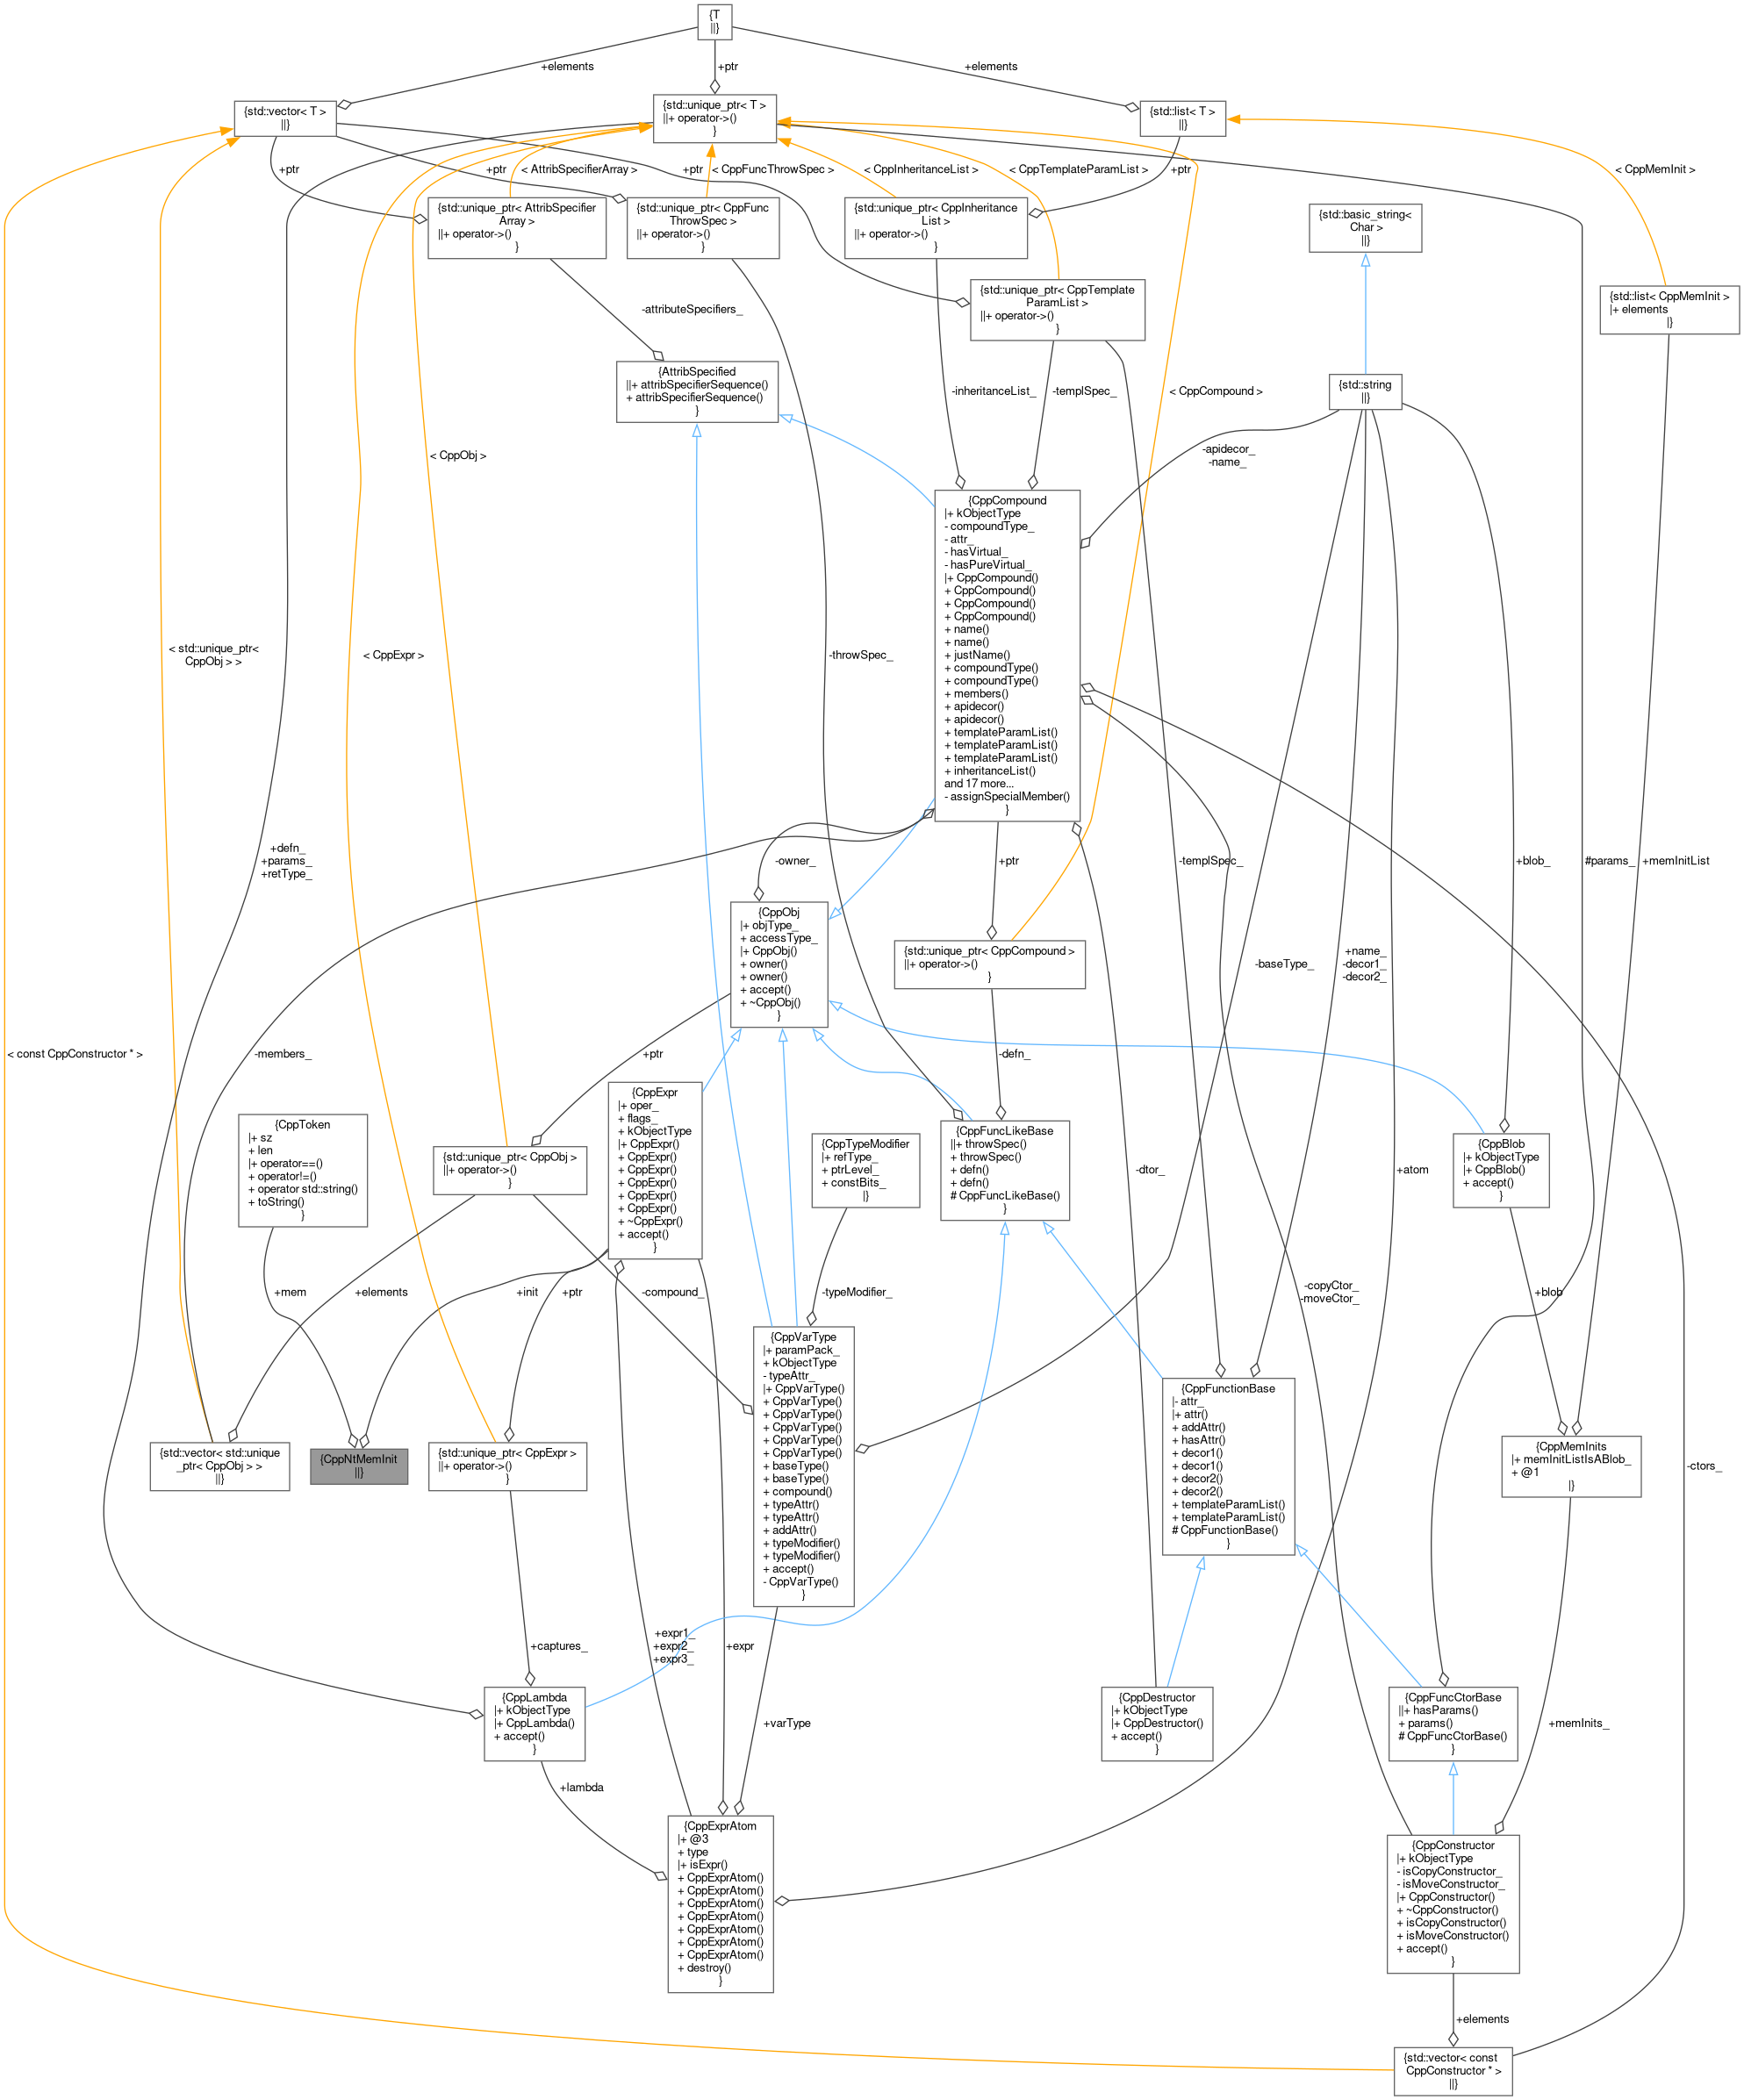 {T
||}
+elements
+ptr
+elements
{std::vector< T >
||}
{std::unique_ptr< T >
||+ operator->()
}
{std::list< T >
||}
+ptr
< AttribSpecifierArray >
+ptr
< CppFuncThrowSpec >
+ptr
< CppInheritanceList >
< CppTemplateParamList >
+ptr
< CppMemInit >
{std::unique_ptr< AttribSpecifier
Array >
||+ operator->()
}
{std::unique_ptr< CppFunc
ThrowSpec >
||+ operator->()
}
{std::unique_ptr< CppInheritance
List >
||+ operator->()
}
{std::basic_string<
Char >
||}
{std::unique_ptr< CppTemplate
ParamList >
||+ operator->()
}
{std::list< CppMemInit >
|+ elements
|}
-attributeSpecifiers_
{AttribSpecified
||+ attribSpecifierSequence()
+ attribSpecifierSequence()
}
-inheritanceList_
-templSpec_
< CppCompound >
{std::string
||}
-apidecor_
-name_
< CppObj >
{CppCompound
|+ kObjectType
- compoundType_
- attr_
- hasVirtual_
- hasPureVirtual_
|+ CppCompound()
+ CppCompound()
+ CppCompound()
+ CppCompound()
+ name()
+ name()
+ justName()
+ compoundType()
+ compoundType()
+ members()
+ apidecor()
+ apidecor()
+ templateParamList()
+ templateParamList()
+ templateParamList()
+ inheritanceList()
and 17 more...
- assignSpecialMember()
}
< std::unique_ptr<
CppObj > >
< CppExpr >
-throwSpec_
+defn_
+params_
+retType_
-owner_
+ptr
-templSpec_
+blob_
#params_
+memInitList
{CppObj
|+ objType_
+ accessType_
|+ CppObj()
+ owner()
+ owner()
+ accept()
+ ~CppObj()
}
{std::unique_ptr< CppCompound >
||+ operator->()
}
-baseType_
+name_
-decor1_
-decor2_
< const CppConstructor * >
-members_
+ptr
-defn_
{CppToken
|+ sz
+ len
|+ operator==()
+ operator!=()
+ operator std::string()
+ toString()
}
{std::unique_ptr< CppObj >
||+ operator->()
}
{CppExpr
|+ oper_
+ flags_
+ kObjectType
|+ CppExpr()
+ CppExpr()
+ CppExpr()
+ CppExpr()
+ CppExpr()
+ CppExpr()
+ ~CppExpr()
+ accept()
}
{CppTypeModifier
|+ refType_
+ ptrLevel_
+ constBits_
|}
{CppFuncLikeBase
||+ throwSpec()
+ throwSpec()
+ defn()
+ defn()
# CppFuncLikeBase()
}
-dtor_
+atom
{CppBlob
|+ kObjectType
|+ CppBlob()
+ accept()
}
+mem
+elements
+init
+ptr
-compound_
-typeModifier_
-copyCtor_
-moveCtor_
+blob
{std::vector< std::unique
_ptr< CppObj > >
||}
{CppNtMemInit
||}
{std::unique_ptr< CppExpr >
||+ operator->()
}
{CppVarType
|+ paramPack_
+ kObjectType
- typeAttr_
|+ CppVarType()
+ CppVarType()
+ CppVarType()
+ CppVarType()
+ CppVarType()
+ CppVarType()
+ baseType()
+ baseType()
+ compound()
+ typeAttr()
+ typeAttr()
+ addAttr()
+ typeModifier()
+ typeModifier()
+ accept()
- CppVarType()
}
{CppFunctionBase
|- attr_
|+ attr()
+ addAttr()
+ hasAttr()
+ decor1()
+ decor1()
+ decor2()
+ decor2()
+ templateParamList()
+ templateParamList()
# CppFunctionBase()
}
{CppMemInits
|+ memInitListIsABlob_
+ @1
|}
-ctors_
+captures_
+expr1_
+expr2_
+expr3_
+expr
{CppLambda
|+ kObjectType
|+ CppLambda()
+ accept()
}
+varType
{CppDestructor
|+ kObjectType
|+ CppDestructor()
+ accept()
}
{CppFuncCtorBase
||+ hasParams()
+ params()
# CppFuncCtorBase()
}
+memInits_
+lambda
{CppExprAtom
|+ @3
+ type
|+ isExpr()
+ CppExprAtom()
+ CppExprAtom()
+ CppExprAtom()
+ CppExprAtom()
+ CppExprAtom()
+ CppExprAtom()
+ CppExprAtom()
+ destroy()
}
{CppConstructor
|+ kObjectType
- isCopyConstructor_
- isMoveConstructor_
|+ CppConstructor()
+ ~CppConstructor()
+ isCopyConstructor()
+ isMoveConstructor()
+ accept()
}
+elements
{std::vector< const
CppConstructor * >
||}